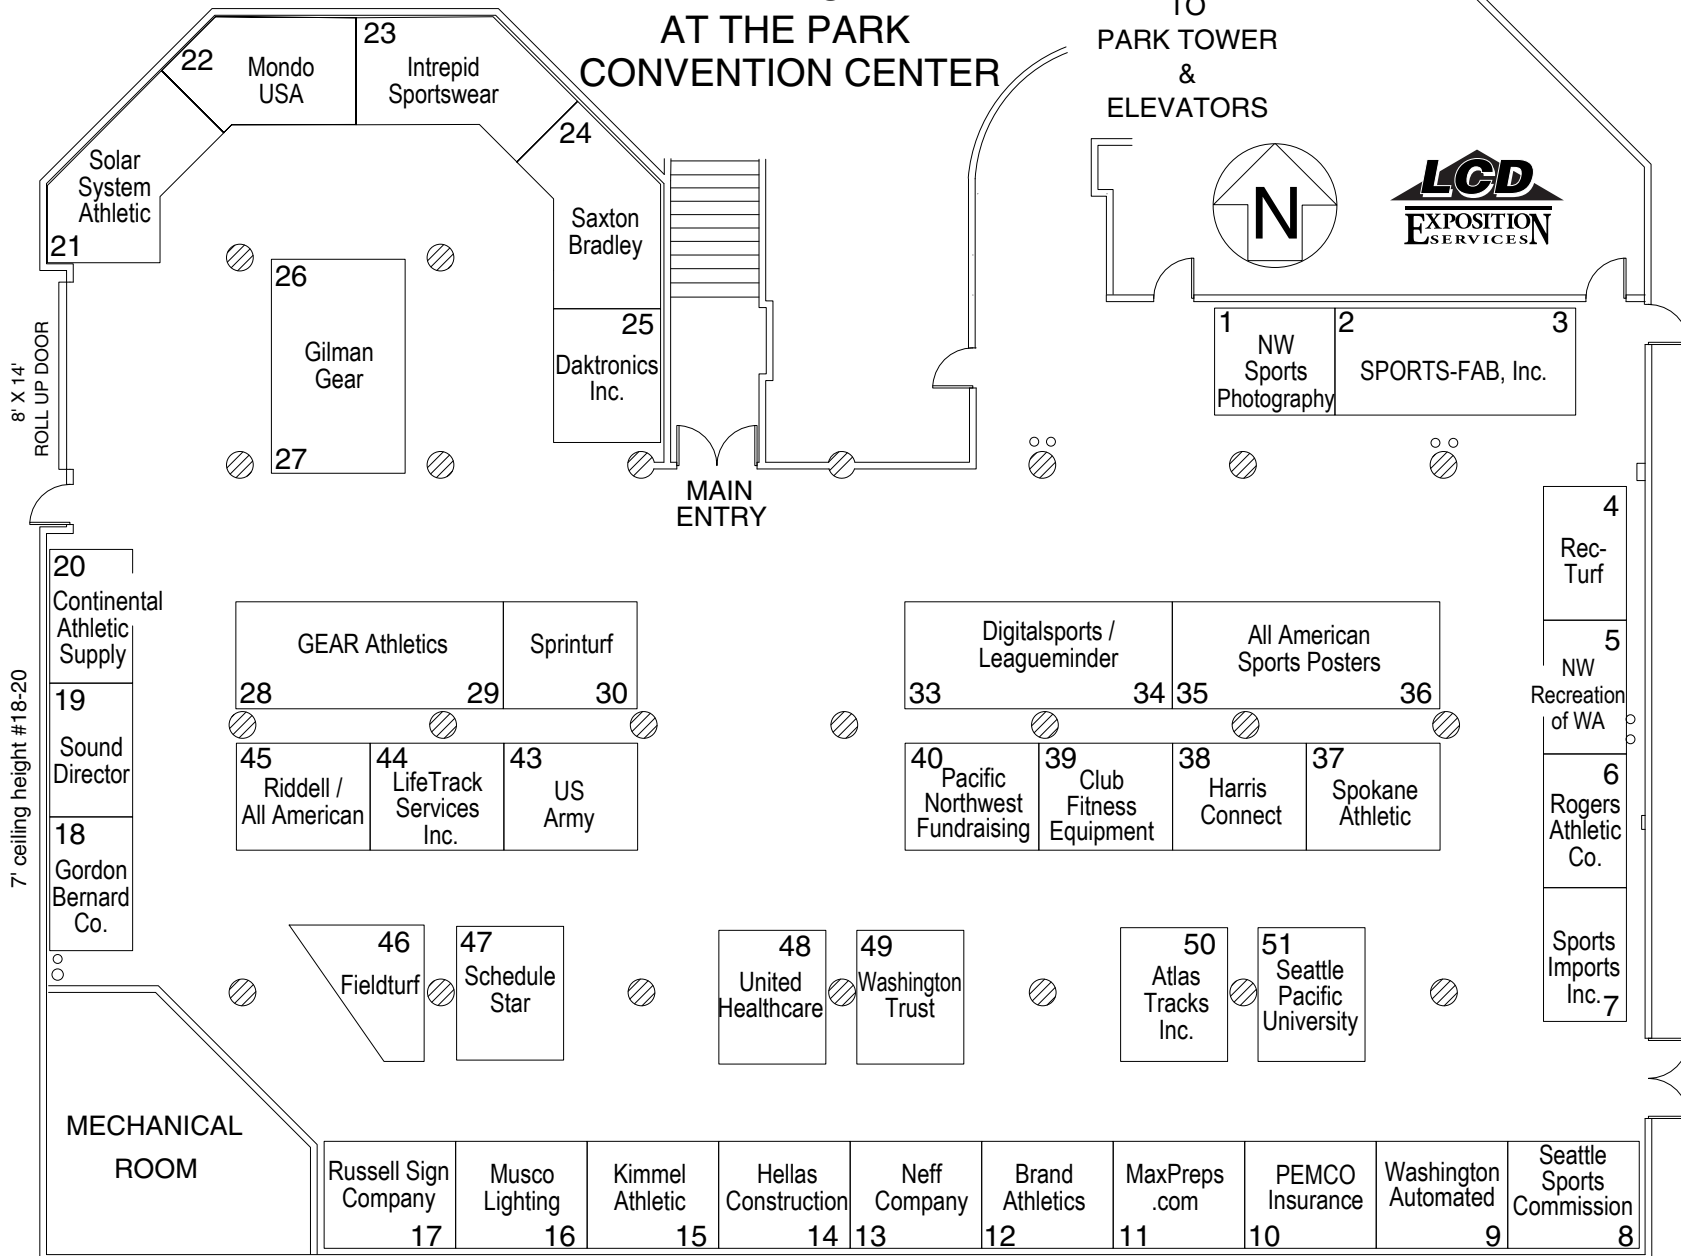 AT THE PARK
CONVENTION CENTER
TO
PARK TOWER
&
ELEVATORS
N
LCD
EXPOSITION
SERVICES
22
Mondo
USA
23
Intrepid
Sportswear
24
Saxton
Bradley
Solar
System
Athletic
21
25
Daktronics
Inc.
26
Gilman
Gear
27
8' X 14'
ROLL UP DOOR
MAIN
ENTRY
1
NW
Sports
Photography
2
3
SPORTS-FAB, Inc.
4
Rec-
Turf
5
NW
Recreation
of WA
6
Rogers
Athletic
Co.
Sports
Imports
Inc.
7
20
Continental
Athletic
Supply
19
Sound
Director
18
Gordon
Bernard
Co.
7' ceiling height #18-20
GEAR Athletics
28
29
Sprinturf
30
Digitalsports /
Leagueminder
33
34
All American
Sports Posters
35
36
45
Riddell /
All American
44
LifeTrack
Services
Inc.
43
US
Army
40
Pacific
Northwest
Fundraising
39
Club
Fitness
Equipment
38
Harris
Connect
37
Spokane
Athletic
46
Fieldturf
47
Schedule
Star
48
United
Healthcare
49
Washington
Trust
50
Atlas
Tracks
Inc.
51
Seattle
Pacific
University
MECHANICAL
ROOM
Russell Sign
Company
17
Musco
Lighting
16
Kimmel
Athletic
15
Hellas
Construction
14
Neff
Company
13
Brand
Athletics
12
MaxPreps
.com
11
PEMCO
Insurance
10
Washington
Automated
9
Seattle
Sports
Commission
8